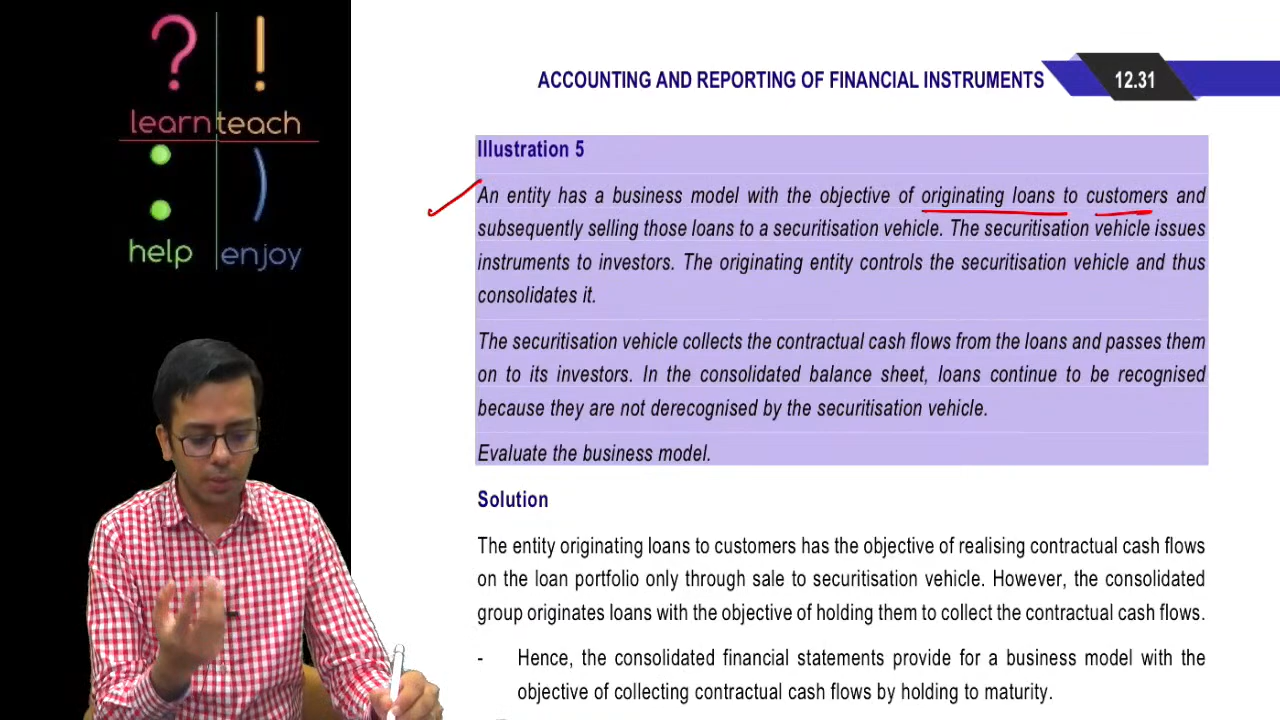 ? !
learn teach
: )
help enjoy
ACCOUNTING AND REPORTING OF FINANCIAL INSTRUMENTS 12.31
Illustration 5
An entity has a business model with the objective of originating loans to customers and
subsequently selling those loans to a securitisation vehicle. The securitisation vehicle issues
instruments to investors. The originating entity controls the securitisation vehicle and thus
consolidates it.
The securitisation vehicle collects the contractual cash flows from the loans and passes them
on to its investors. In the consolidated balance sheet, loans continue to be recognised
because they are not derecognised by the securitisation vehicle.
Evaluate the business model.
Solution
The entity originating loans to customers has the objective of realising contractual cash flows
on the loan portfolio only through sale to securitisation vehicle. However, the consolidated
group originates loans with the objective of holding them to collect the contractual cash flows.
- Hence, the consolidated financial statements provide for a business model with the
objective of collecting contractual cash flows by holding to maturity.